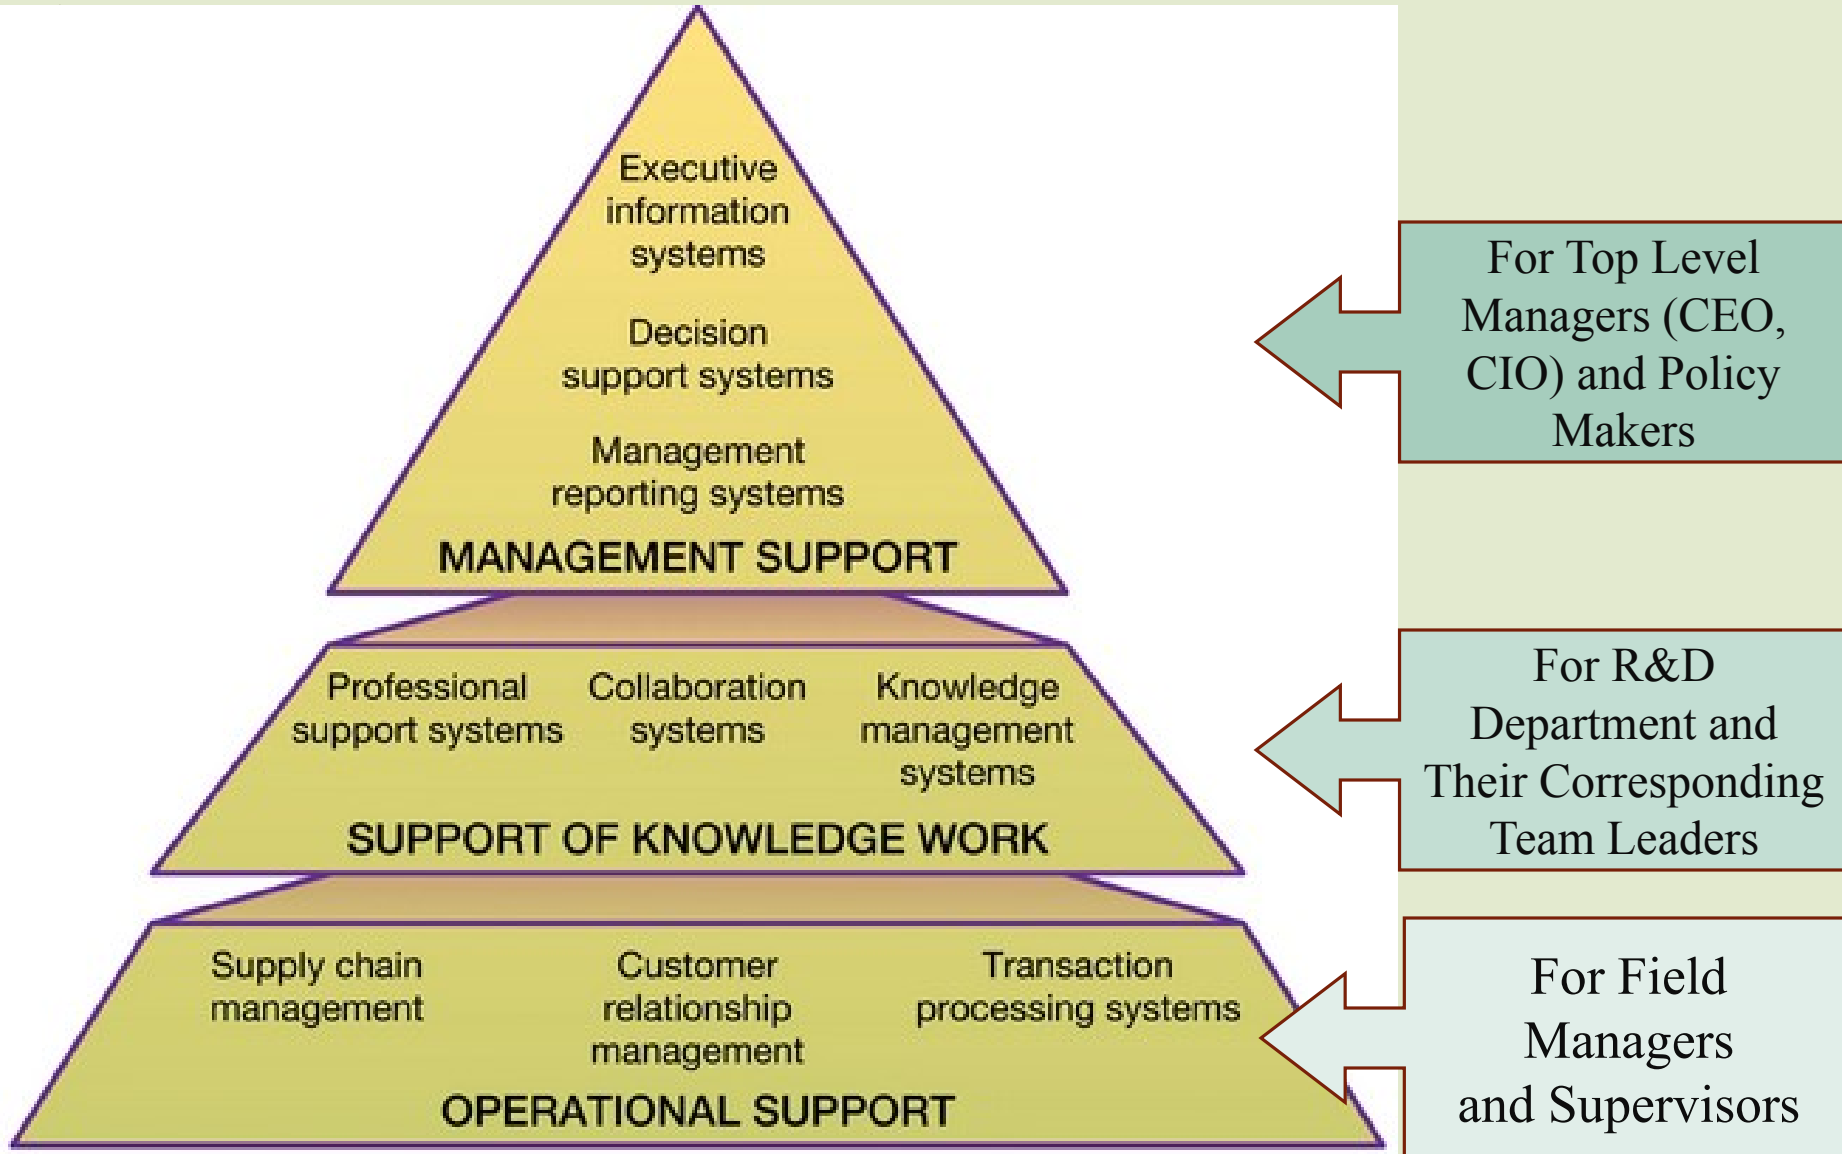 Executive
information
systems
Decision
support systems
Management
reporting systems
MANAGEMENT SUPPORT
For Top Level
Managers (CEO,
CIO) and Policy
Makers
Professional
support systems
Collaboration
systems
Knowledge
management
systems
SUPPORT OF KNOWLEDGE WORK
For R&D
Department and
Their Corresponding
Team Leaders
Supply chain
management
Customer
relationship
management
Transaction
processing systems
OPERATIONAL SUPPORT
For Field
Managers
and Supervisors